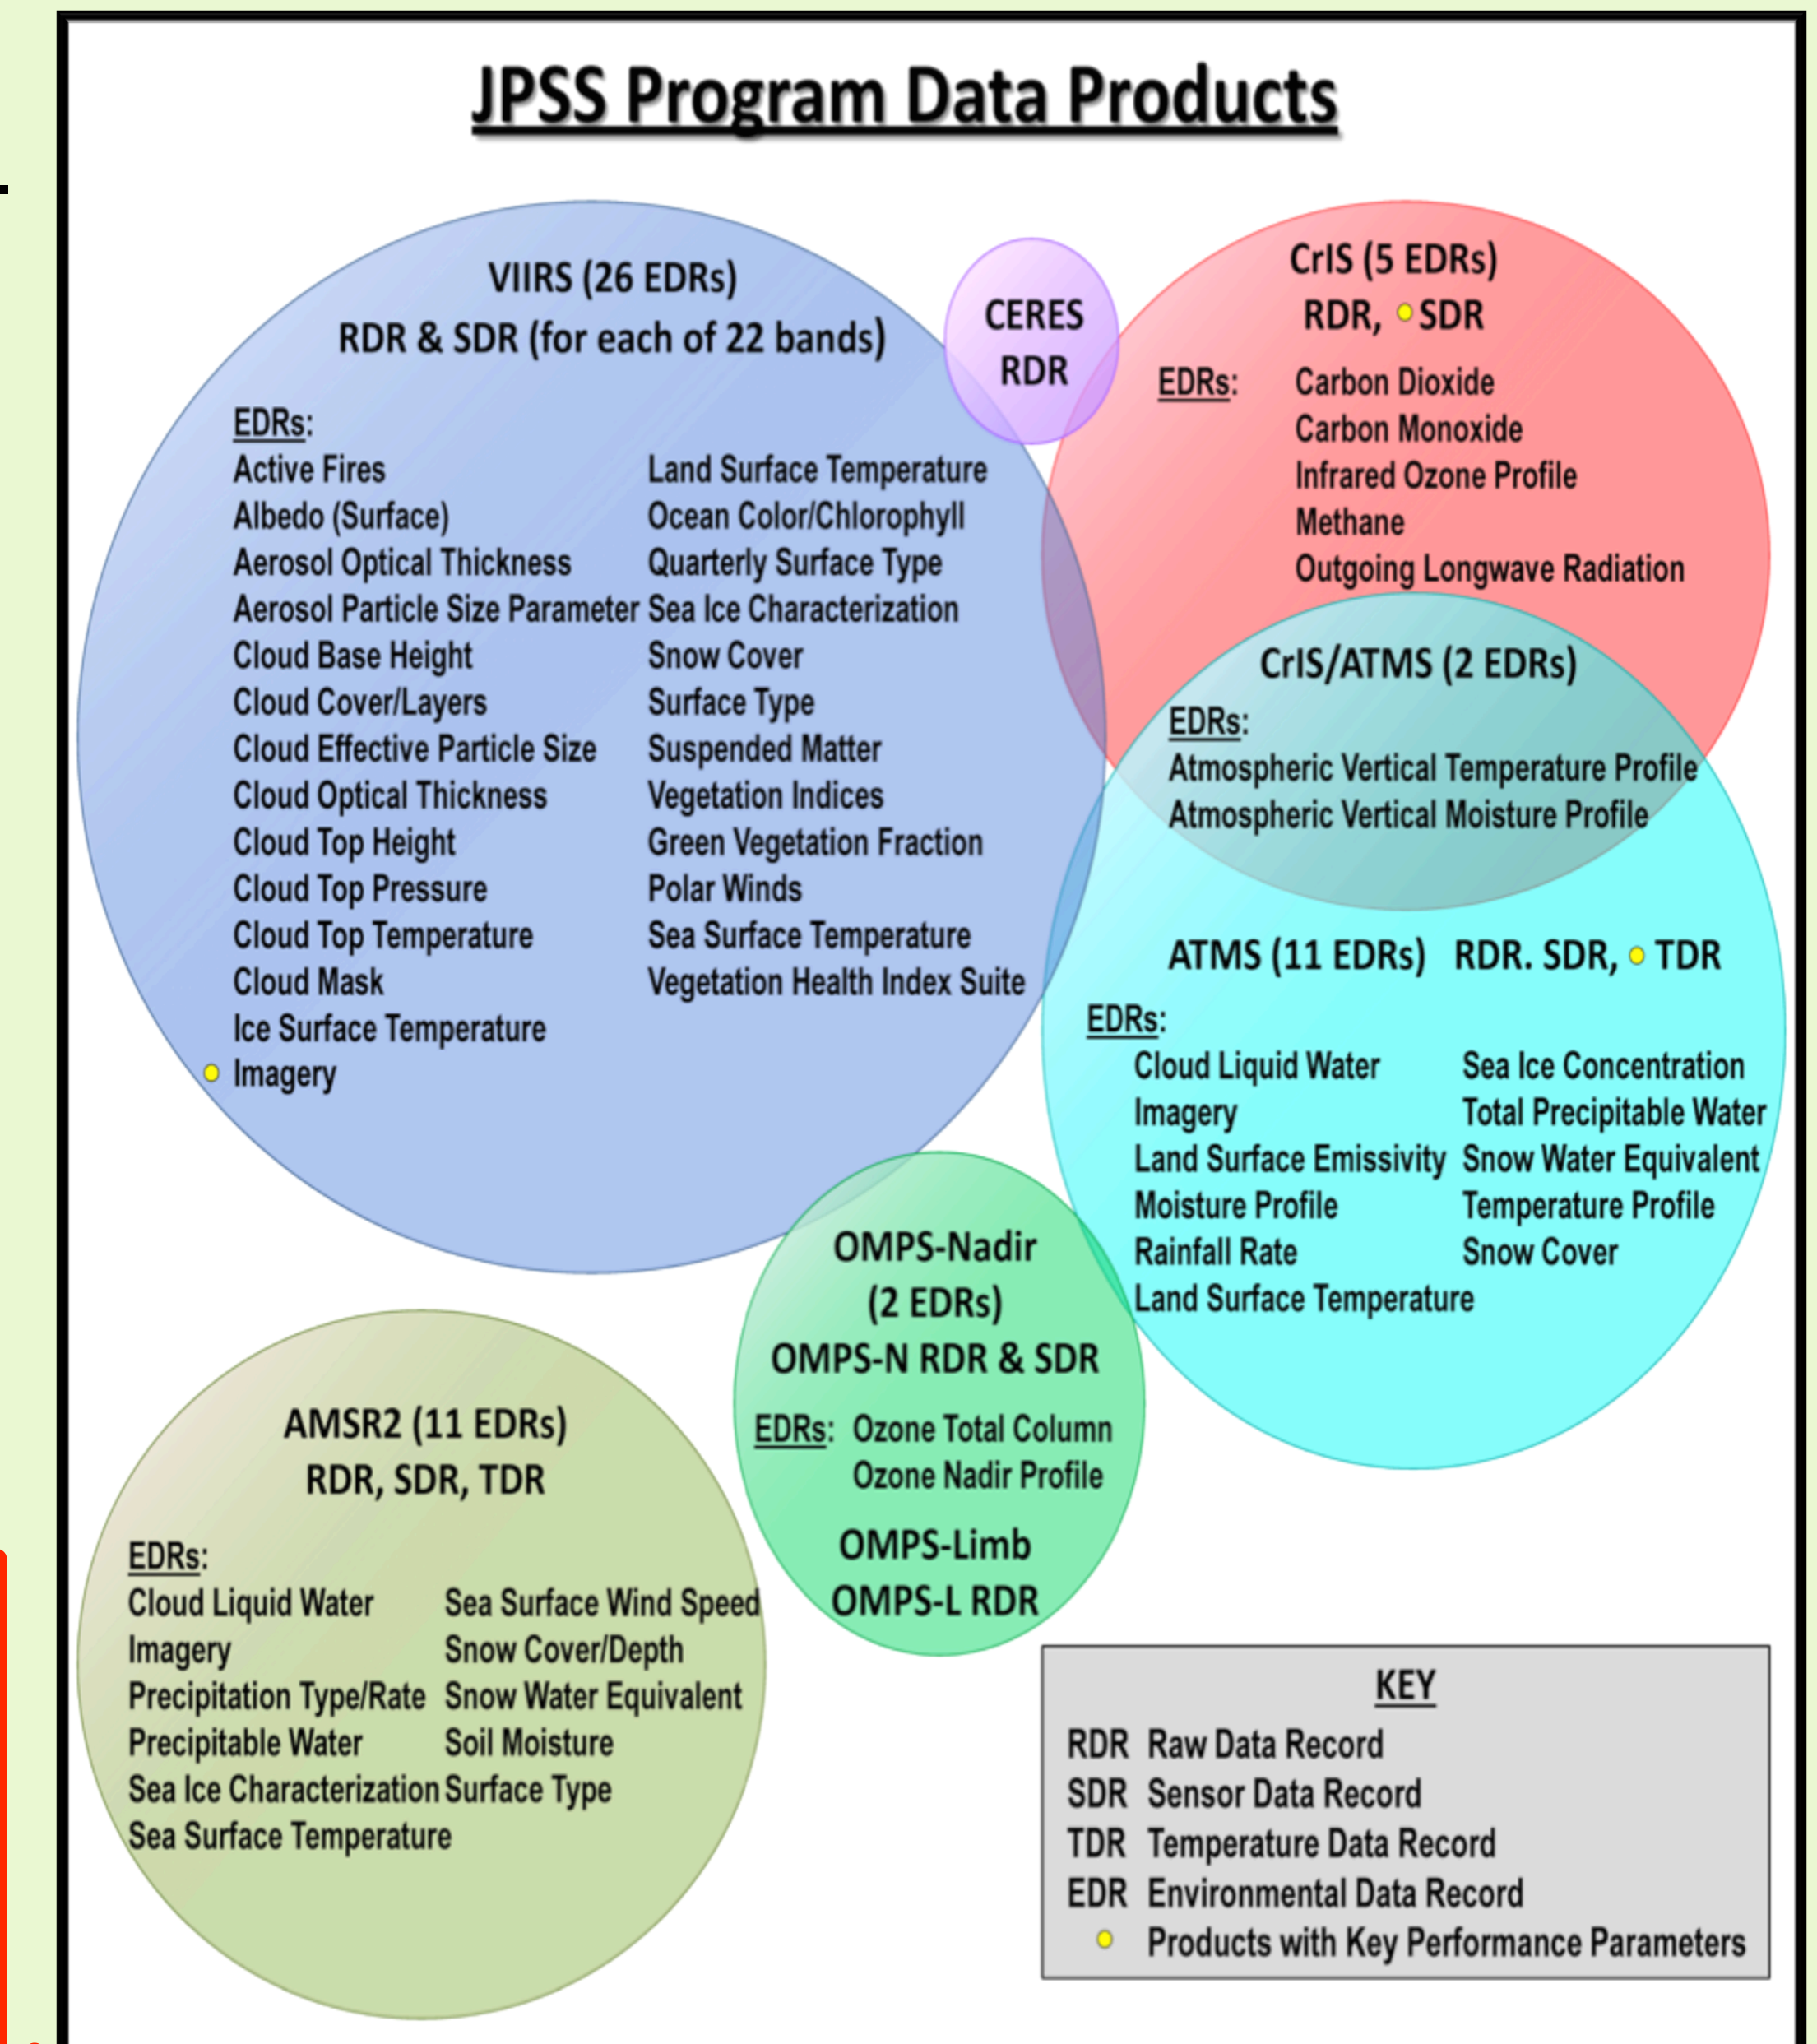 JPSS Program Data Products
VIIRS (26 EDRs)
RDR & SDR (for each of 22 bands)
EDRs:
Active Fires
Albedo (Surface)
Aerosol Optical Thickness
Aerosol Particle Size Parameter
Cloud Base Height
Cloud Cover/Layers
Cloud Effective Particle Size
Cloud Optical Thickness
Cloud Top Height
Cloud Top Pressure
Cloud Top Temperature
Cloud Mask
Ice Surface Temperature
Imagery
Land Surface Temperature
Ocean Color/Chlorophyll
Quarterly Surface Type
Sea Ice Characterization
Snow Cover
Surface Type
Suspended Matter
Vegetation Indices
Green Vegetation Fraction
Polar Winds
Sea Surface Temperature
Vegetation Health Index Suite
CERES
RDR
CrIS (5 EDRs)
RDR, SDR
EDRs:
Carbon Dioxide
Carbon Monoxide
Infrared Ozone Profile
Methane
Outgoing Longwave Radiation
CrIS/ATMS (2 EDRs)
EDRs:
Atmospheric Vertical Temperature Profile
Atmospheric Vertical Moisture Profile
ATMS (11 EDRs) RDR. SDR, TDR
EDRs:
Cloud Liquid Water
Imagery
Land Surface Emissivity
Moisture Profile
Rainfall Rate
Land Surface Temperature
Sea Ice Concentration
Total Precipitable Water
Snow Water Equivalent
Temperature Profile
Snow Cover
OMPS-Nadir
(2 EDRs)
OMPS-N RDR & SDR
EDRs: Ozone Total Column
Ozone Nadir Profile
OMPS-Limb
OMPS-L RDR
AMSR2 (11 EDRs)
RDR, SDR, TDR
EDRs:
Cloud Liquid Water
Imagery
Precipitation Type/Rate
Precipitable Water
Sea Ice Characterization
Sea Surface Temperature
Sea Surface Wind Speed
Snow Cover/Depth
Snow Water Equivalent
Soil Moisture
Surface Type
KEY
RDR Raw Data Record
SDR Sensor Data Record
TDR Temperature Data Record
EDR Environmental Data Record
Products with Key Performance Parameters